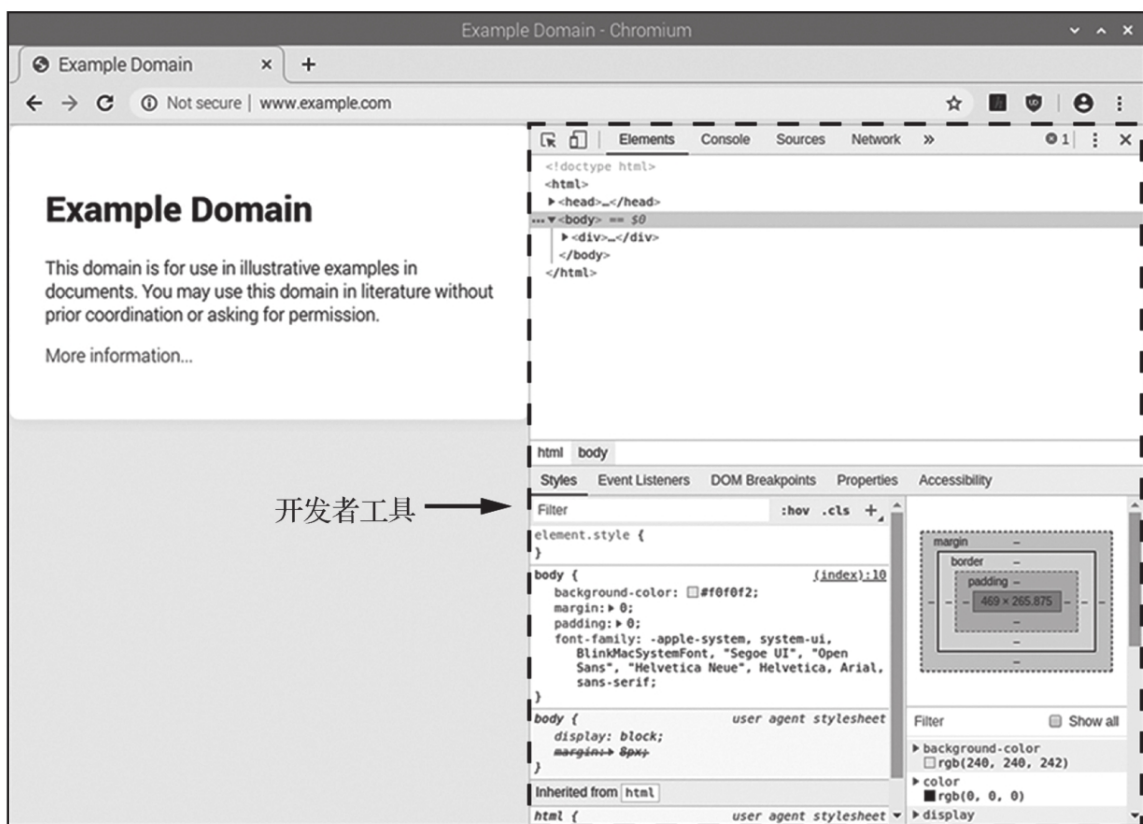 Example Domain - Chromium
Example Domain
Not secure | www.example.com
Example Domain
This domain is for use in illustrative examples in
documents. You may use this domain in literature without
prior coordination or asking for permission.
More information...
开发者工具
Elements Console Sources Network » 1
<!doctype html>
<html>
<head>…</head>
<body> == $0
<div>…</div>
</body>
</html>
html body
Styles Event Listeners DOM Breakpoints Properties Accessibility
Filter :hov .cls +
element.style {
}
body { (index):10
background-color: #f0f0f2;
margin: 0;
padding: 0;
font-family: -apple-system, system-ui,
BlinkMacSystemFont, "Segoe UI", "Open
Sans", "Helvetica Neue", Helvetica, Arial,
sans-serif;
}
body { user agent stylesheet
display: block;
margin: 8px;
}
Inherited from html
html { user agent stylesheet
margin –
border –
padding –
469 × 265.875
Filter Show all
background-color
rgb(240, 240, 242)
color
rgb(0, 0, 0)
display